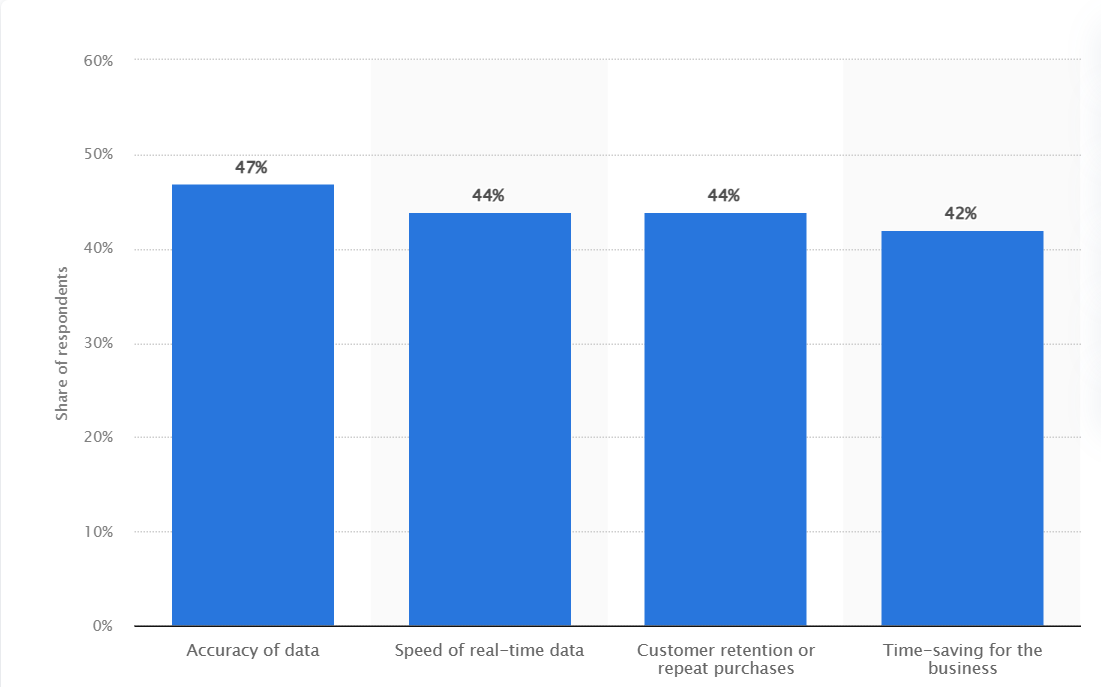 60%
50%
40%
30%
20%
10%
0%
Share of respondents
47%
44%
44%
42%
Accuracy of data
Speed of real-time data
Customer retention or
repeat purchases
Time-saving for the
business